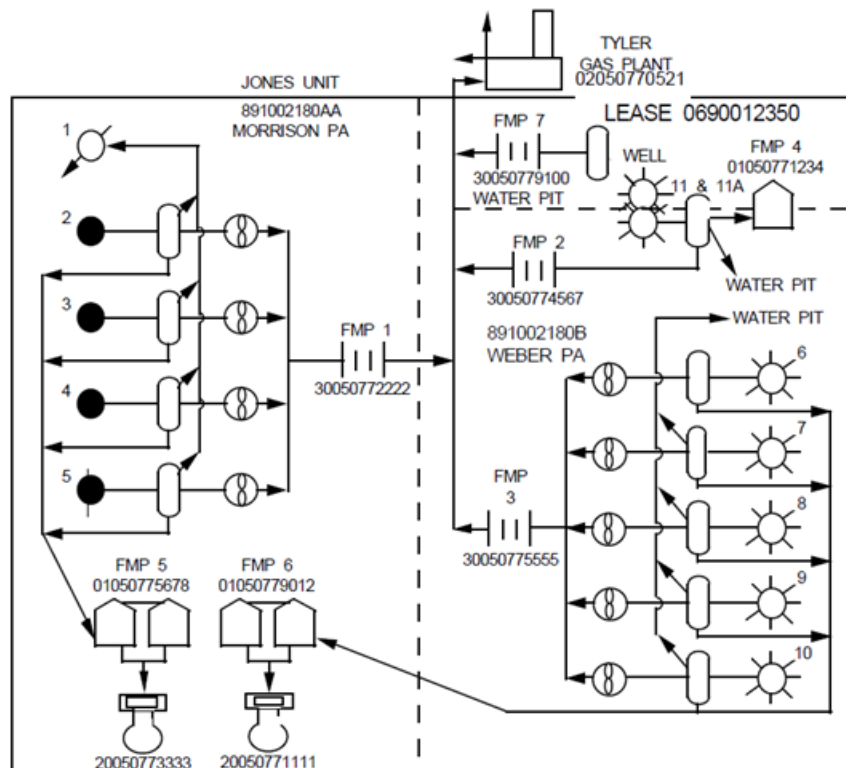 TYLER
GAS PLANT
02050770521
JONES UNIT
891002180AA
MORRISON PA
LEASE 0690012350
1
FMP 7
30050779100
WATER PIT
WELL
11 & 11A
FMP 4
01050771234
2
FMP 2
30050774567
WATER PIT
3
FMP 1
30050772222
891002180B
WEBER PA
WATER PIT
4
6
5
7
FMP
3
30050775555
8
9
10
FMP 5
01050775678
FMP 6
01050779012
20050773333
20050771111